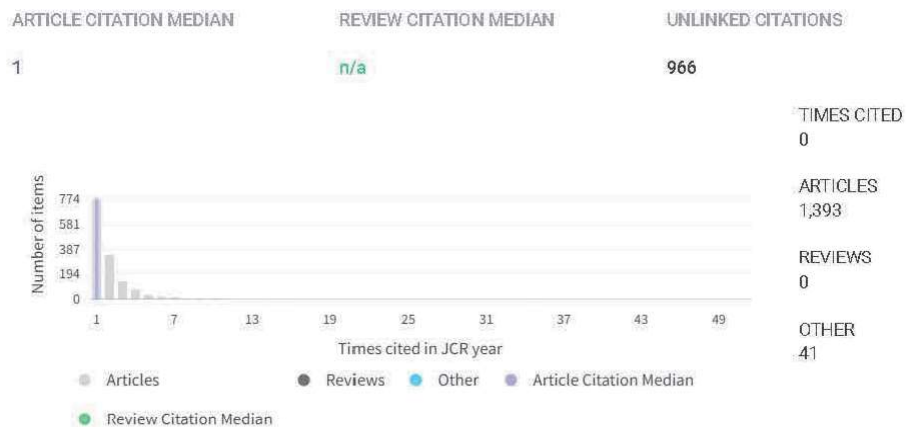 ARTICLE CITATION MEDIAN
REVIEW CITATION MEDIAN
UNLINKED CITATIONS
1
n/a
966
TIMES CITED
0
ARTICLES
1,393
REVIEWS
0
OTHER
41
Number of items
774
581
387
194
0
1 7 13 19 25 31 37 43 49
Times cited in JCR year
Articles Reviews Other Article Citation Median
Review Citation Median